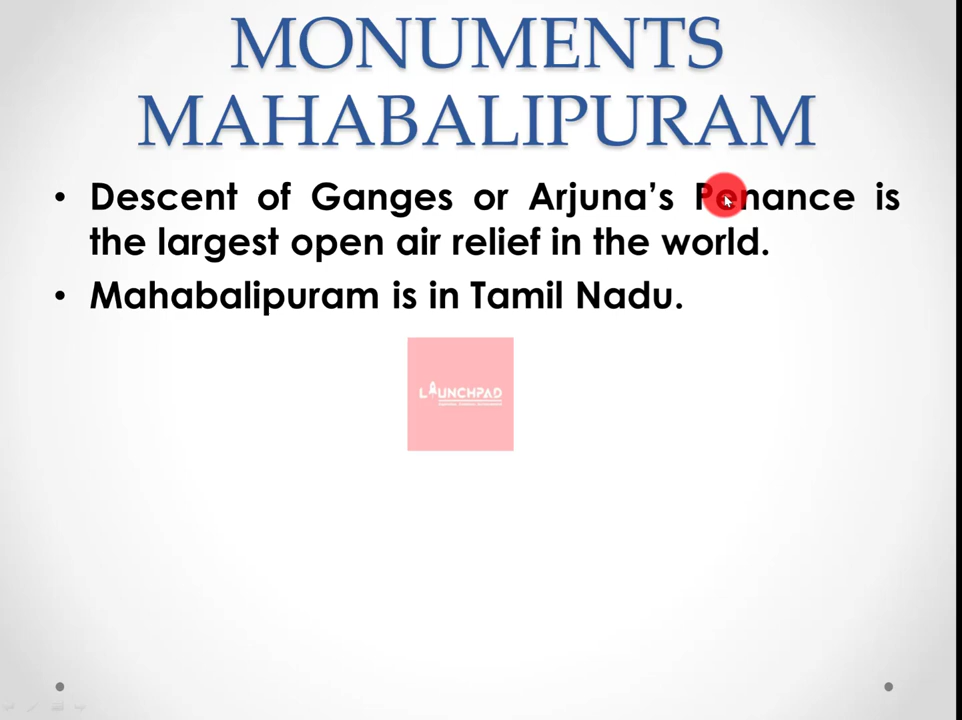 MONUMENTS
MAHABALIPURAM
• Descent of Ganges or Arjuna’s Penance is
the largest open air relief in the world.
• Mahabalipuram is in Tamil Nadu.
LAUNCHPAD